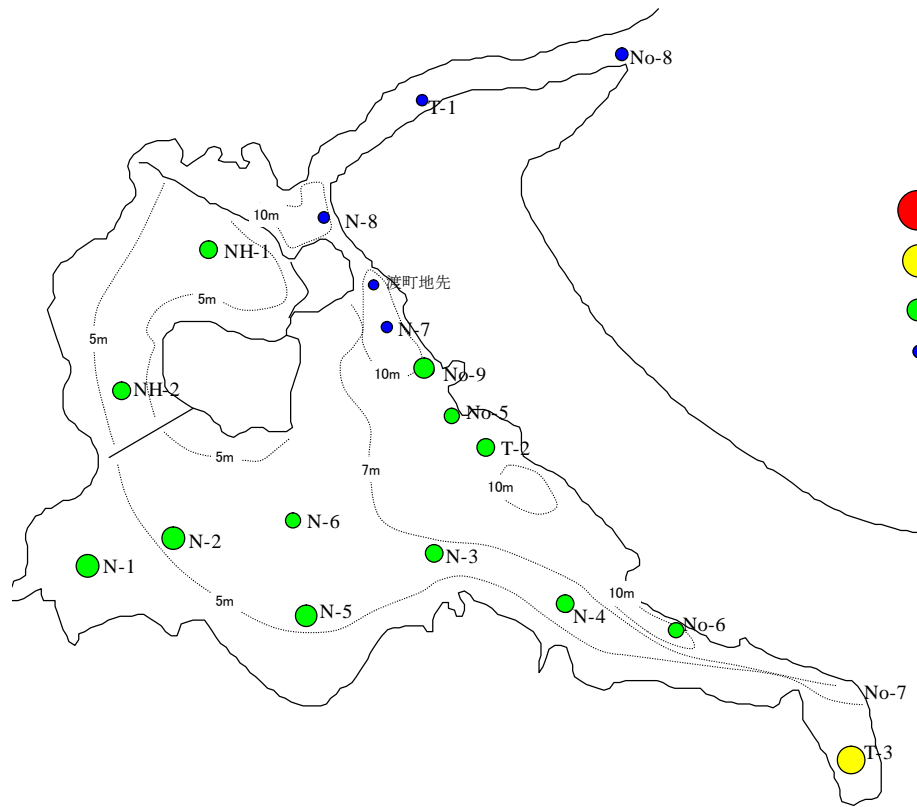 No-8
T-1
10m
N-8
NH-1
渡町地先
5m
N-7
5m
10m
No-9
NH-2
No-5
T-2
5m
7m
10m
N-6
N-2
N-3
N-1
10m
5m
N-5
N-4
No-6
No-7
T-3